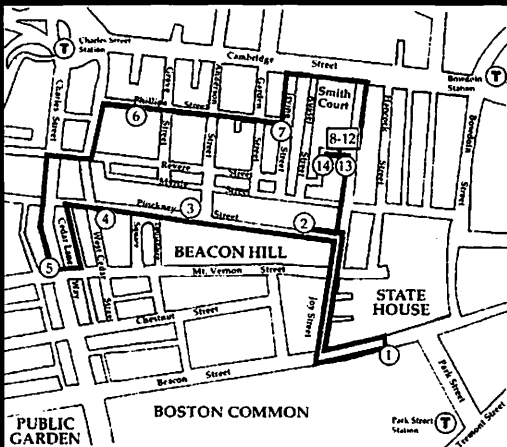 T Charles Street
Station
Cambridge
Street
Bowdoin
Station T
Charles Street
Grove
Anderson
Garden
Irving
Street
Smith
Court
Hancock
Street
Bowdoin
Street
Phillips Street
6
7
8-12
14 13
Street
Street
Street
Revere Street
Myrtle Street
Pinckney Street
3
2
4
5
Cedar Lane
Way
West Cedar
Street
Louisburg
Square
BEACON HILL
Mt. Vernon Street
STATE
HOUSE
Joy Street
Chestnut Street
Beacon Street
1
Park Street
PUBLIC
GARDEN
BOSTON COMMON
Park Street
Station T
Tremont Street